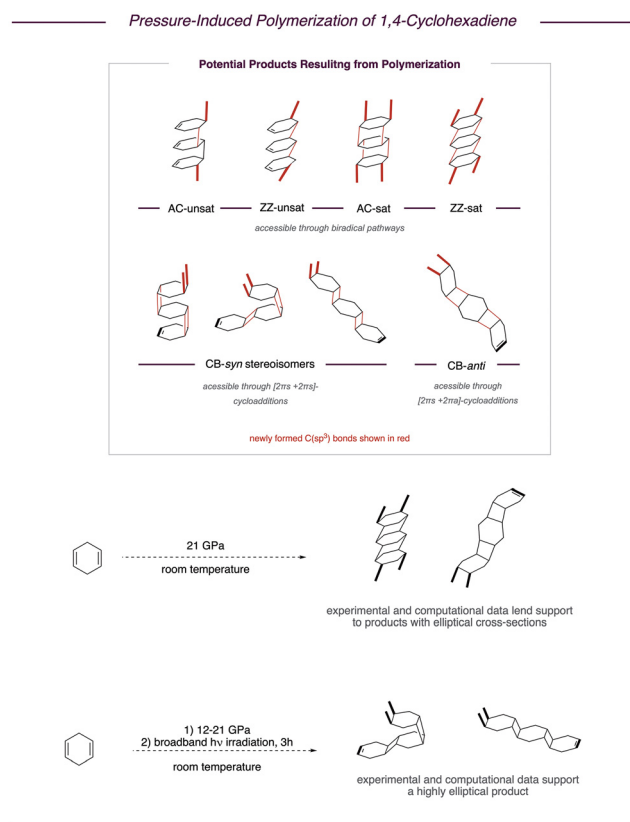 Pressure-Induced Polymerization of 1,4-Cyclohexadiene
Potential Products Resulitng from Polymerization
AC-unsat
ZZ-unsat
AC-sat
ZZ-sat
accessible through biradical pathways
CB-syn stereoisomers
CB-anti
acessible through [2πs +2πs]-
cycloadditions
acessible through
[2πs +2πa]-cycloadditions
newly formed C(sp³) bonds shown in red
21 GPa
room temperature
experimental and computational data lend support
to products with elliptical cross-sections
1) 12-21 GPa
2) broadband hν irradiation, 3h
room temperature
experimental and computational data support
a highly elliptical product